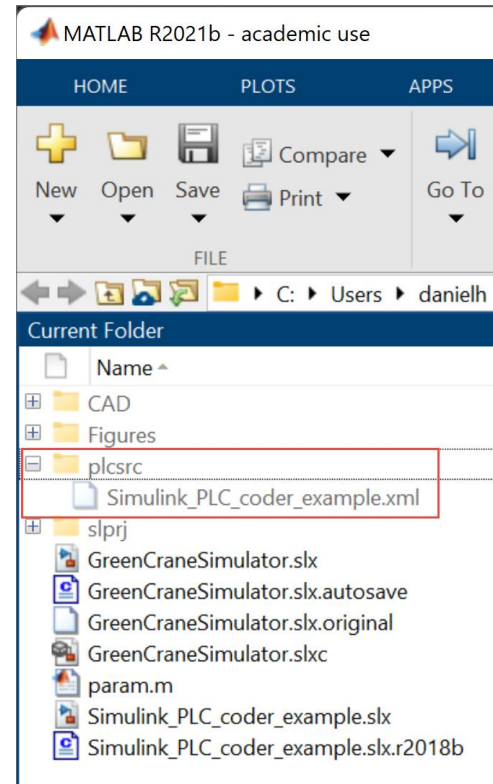 MATLAB R2021b - academic use
HOME PLOTS APPS
New Open Save Compare Print Go To
FILE
C: Users danielh
Current Folder
Name
CAD
Figures
plcsrc
Simulink_PLC_coder_example.xml
slprj
GreenCraneSimulator.slx
GreenCraneSimulator.slx.autosave
GreenCraneSimulator.slx.original
GreenCraneSimulator.slxc
param.m
Simulink_PLC_coder_example.slx
Simulink_PLC_coder_example.slx.r2018b